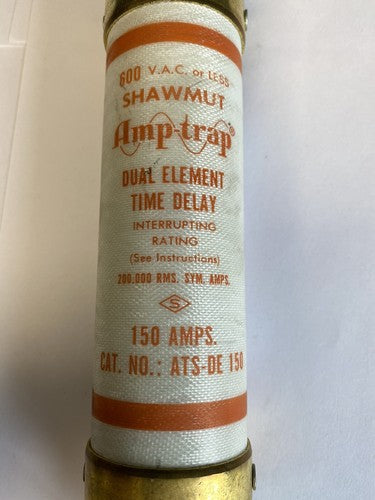 600 V.A.C. or LESS
SHAWMUT
Amp-trap®
DUAL ELEMENT
TIME DELAY
INTERRUPTING
RATING
(See Instructions)
200,000 RMS. SYM. AMPS.
S
150 AMPS.
CAT. NO.: ATS-DE 150